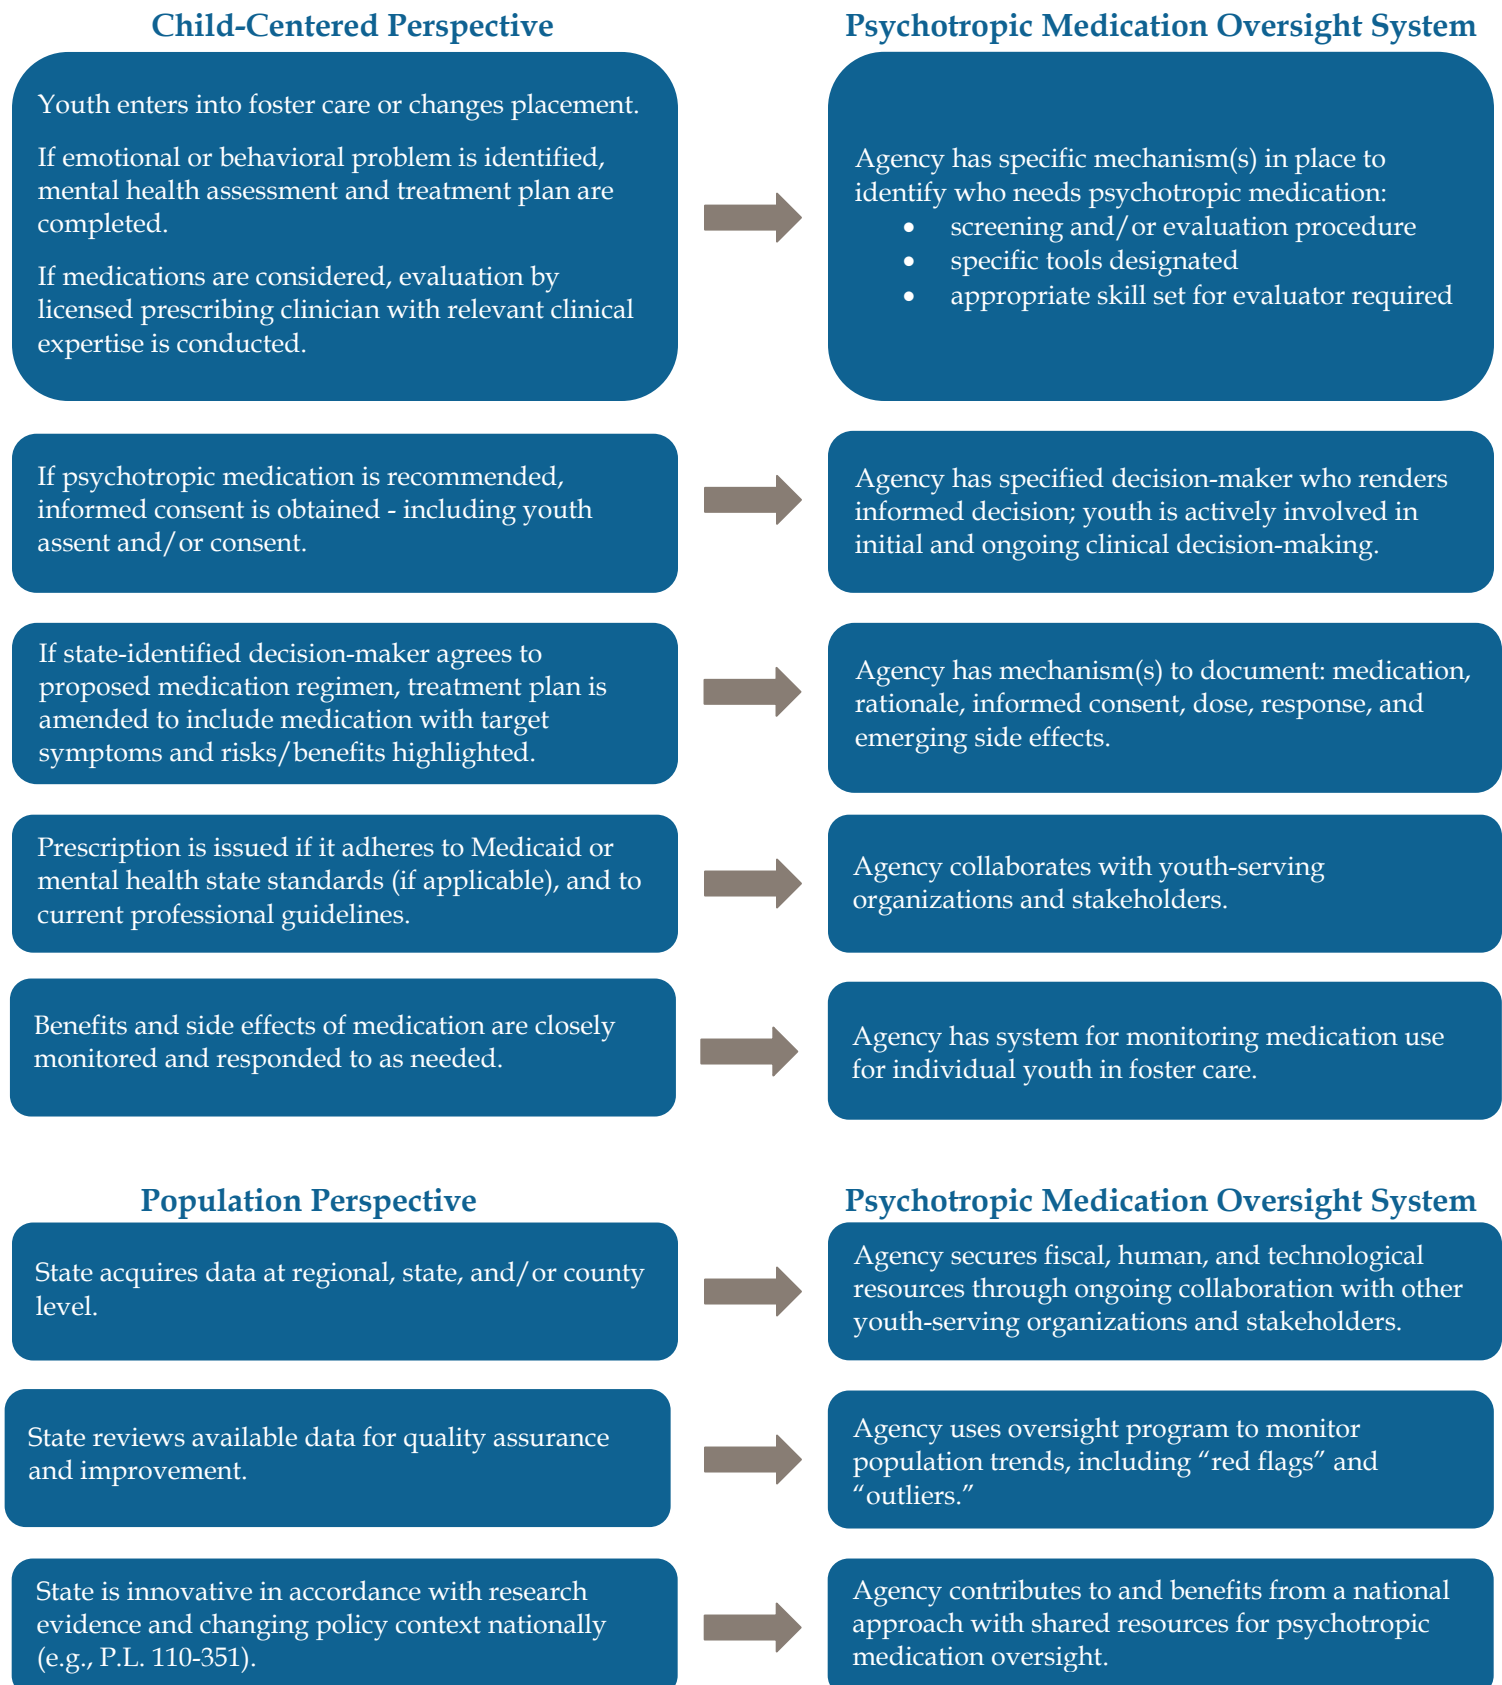 Child-Centered Perspective
Psychotropic Medication Oversight System
Youth enters into foster care or changes placement.
If emotional or behavioral problem is identified,
mental health assessment and treatment plan are
completed.
If medications are considered, evaluation by
licensed prescribing clinician with relevant clinical
expertise is conducted.
Agency has specific mechanism(s) in place to
identify who needs psychotropic medication:
• screening and/or evaluation procedure
• specific tools designated
• appropriate skill set for evaluator required
If psychotropic medication is recommended,
informed consent is obtained - including youth
assent and/or consent.
Agency has specified decision-maker who renders
informed decision; youth is actively involved in
initial and ongoing clinical decision-making.
If state-identified decision-maker agrees to
proposed medication regimen, treatment plan is
amended to include medication with target
symptoms and risks/benefits highlighted.
Agency has mechanism(s) to document: medication,
rationale, informed consent, dose, response, and
emerging side effects.
Prescription is issued if it adheres to Medicaid or
mental health state standards (if applicable), and to
current professional guidelines.
Agency collaborates with youth-serving
organizations and stakeholders.
Benefits and side effects of medication are closely
monitored and responded to as needed.
Agency has system for monitoring medication use
for individual youth in foster care.
Population Perspective
Psychotropic Medication Oversight System
State acquires data at regional, state, and/or county
level.
Agency secures fiscal, human, and technological
resources through ongoing collaboration with other
youth-serving organizations and stakeholders.
State reviews available data for quality assurance
and improvement.
Agency uses oversight program to monitor
population trends, including “red flags” and
“outliers.”
State is innovative in accordance with research
evidence and changing policy context nationally
(e.g., P.L. 110-351).
Agency contributes to and benefits from a national
approach with shared resources for psychotropic
medication oversight.